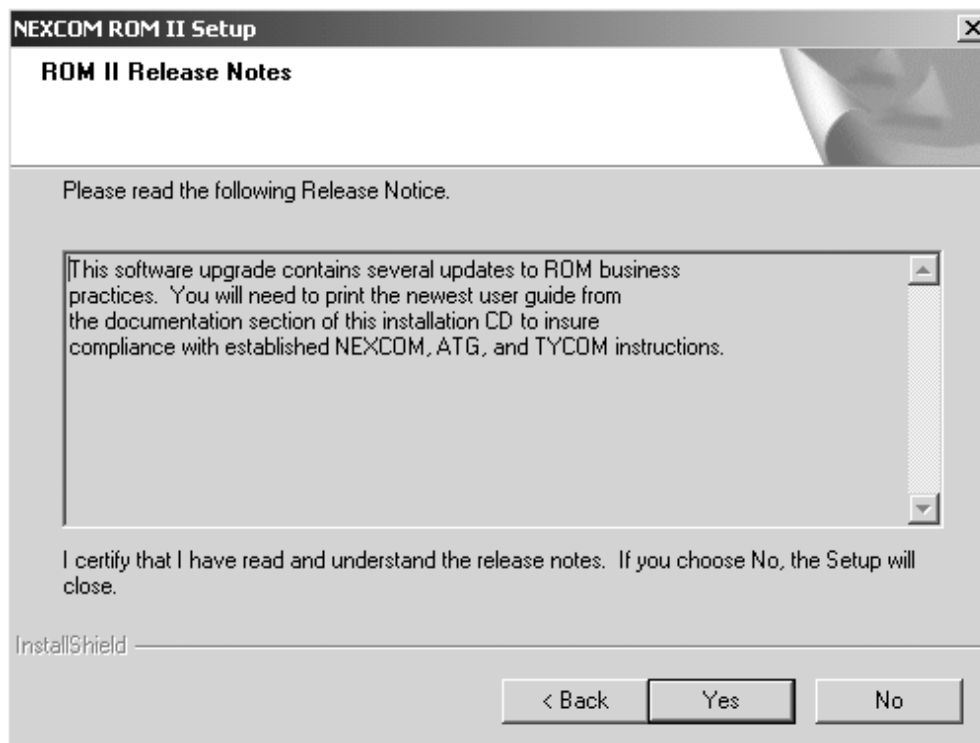 NEXCOM ROM II Setup
ROM II Release Notes
Please read the following Release Notice.
This software upgrade contains several updates to ROM business
practices.  You will need to print the newest user guide from
the documentation section of this installation CD to insure
compliance with established NEXCOM, ATG, and TYCOM instructions.
I certify that I have read and understand the release notes.  If you choose No, the Setup will
close.
InstallShield
< Back
Yes
No